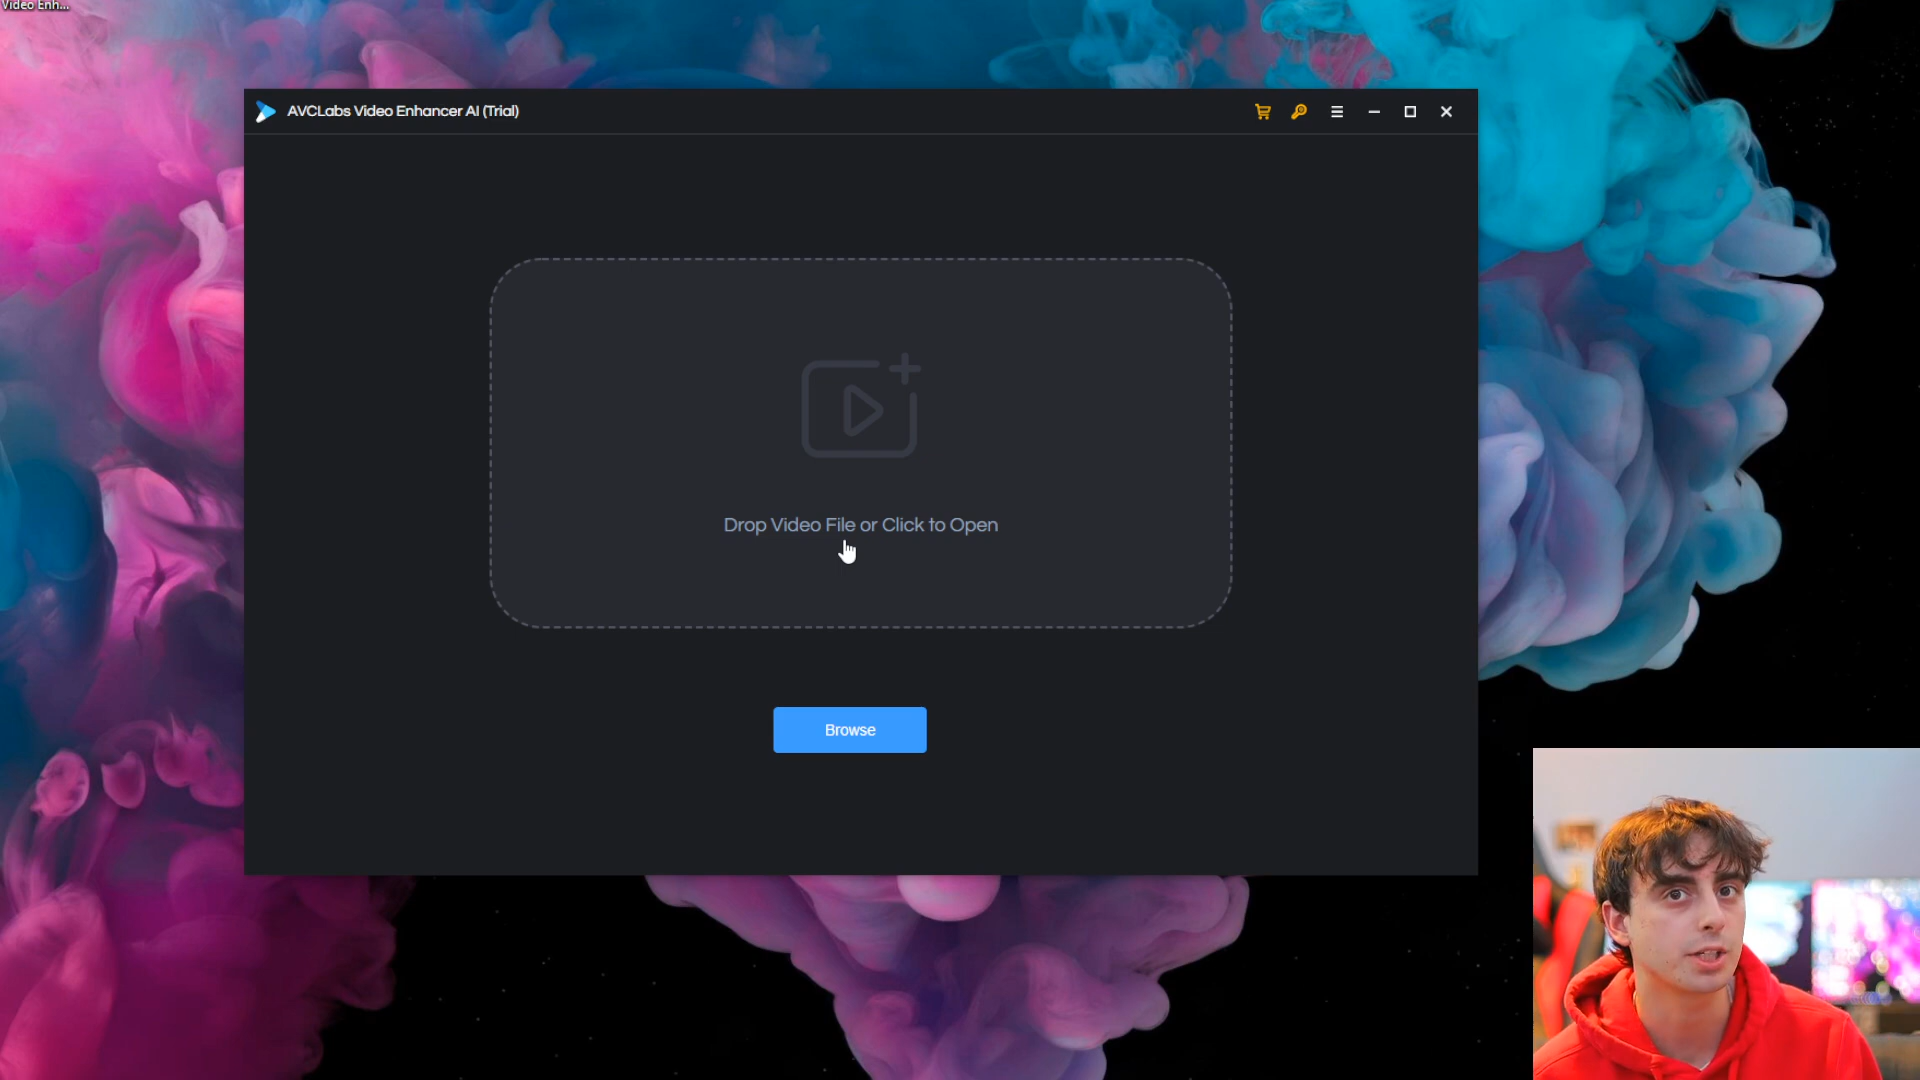 Video Enh...
AVCLabs Video Enhancer AI (Trial)
Drop Video File or Click to Open
Browse